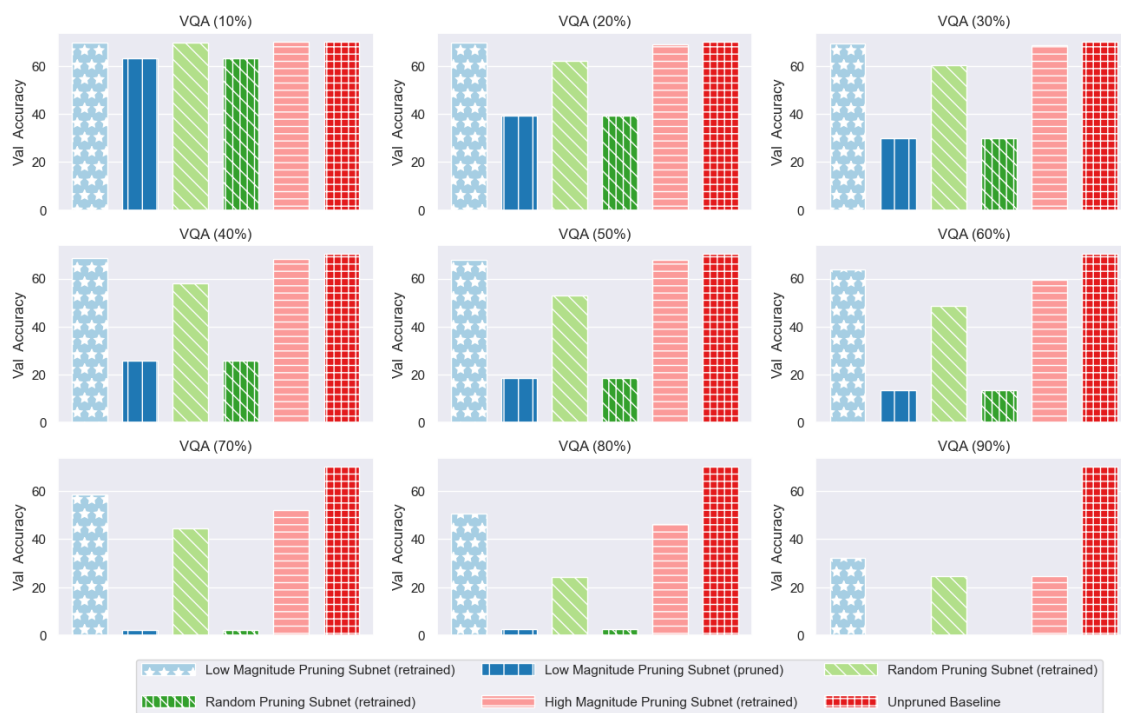 VQA (10%)
VQA (20%)
VQA (30%)
Val Accuracy
60
40
20
0
Val Accuracy
60
40
20
0
Val Accuracy
60
40
20
0
VQA (40%)
VQA (50%)
VQA (60%)
Val Accuracy
60
40
20
0
Val Accuracy
60
40
20
0
Val Accuracy
60
40
20
0
VQA (70%)
VQA (80%)
VQA (90%)
Val Accuracy
60
40
20
0
Val Accuracy
60
40
20
0
Val Accuracy
60
40
20
0
Low Magnitude Pruning Subnet (retrained)
Low Magnitude Pruning Subnet (pruned)
Random Pruning Subnet (retrained)
Random Pruning Subnet (retrained)
High Magnitude Pruning Subnet (retrained)
Unpruned Baseline